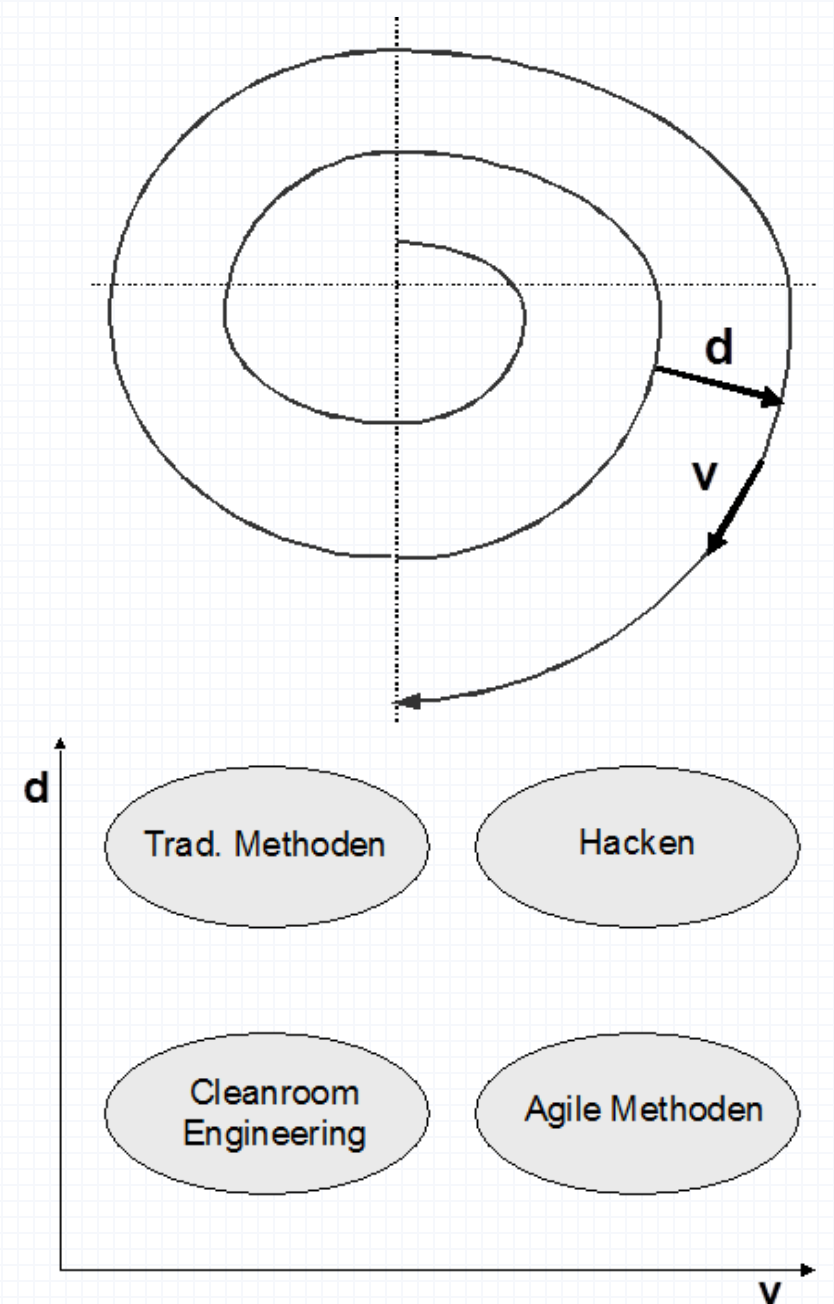 d
v
d
Trad. Methoden
Hacken
Cleanroom
Engineering
Agile Methoden
v